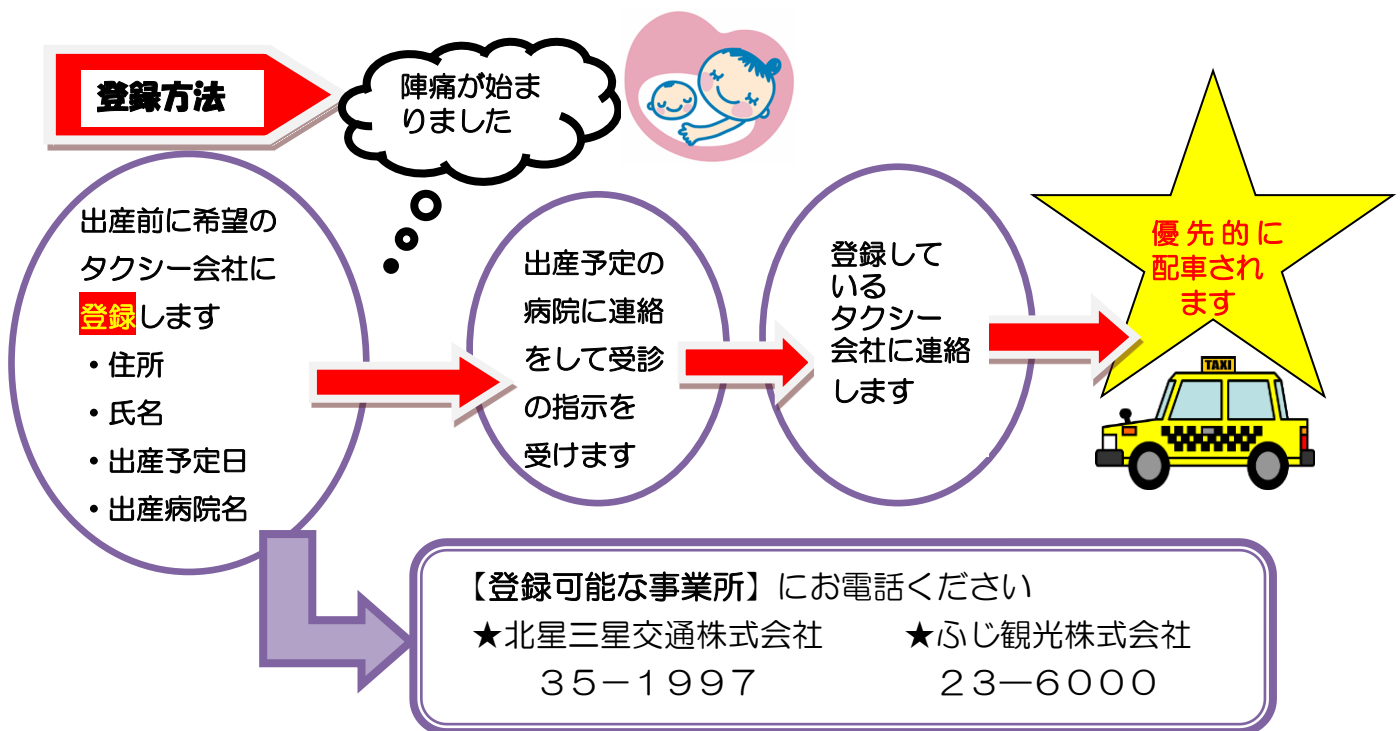 登録方法
陣痛が始ま
りました
出産前に希望の
タクシー会社に
登録します
・住所
・氏名
・出産予定日
・出産病院名
出産予定の
病院に連絡
をして受診
の指示を
受けます
登録して
いる
タクシー
会社に連絡
します
優先的に
配車され
ます
TAXI
【登録可能な事業所】にお電話ください
★北星三星交通株式会社 ★ふじ観光株式会社
３５－１９９７ ２３―６０００